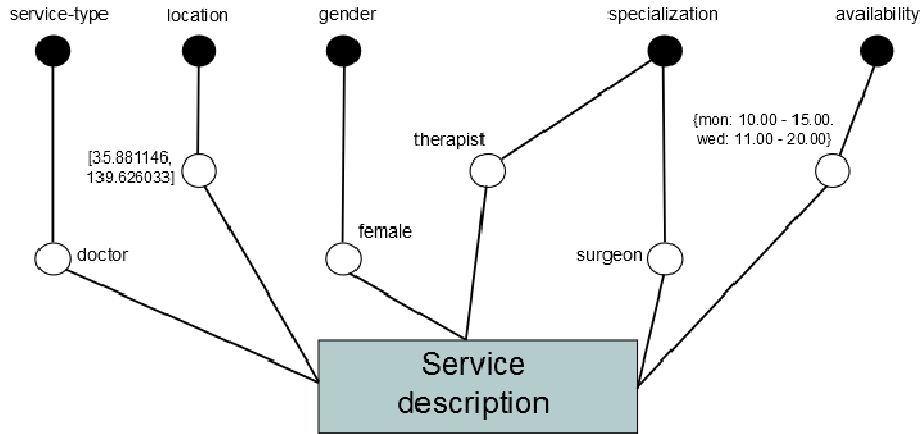 service-type
location
gender
specialization
availability
{mon: 10.00 - 15.00.
wed: 11.00 - 20.00}
therapist
[35.881146,
139.626033]
female
doctor
surgeon
Service
description